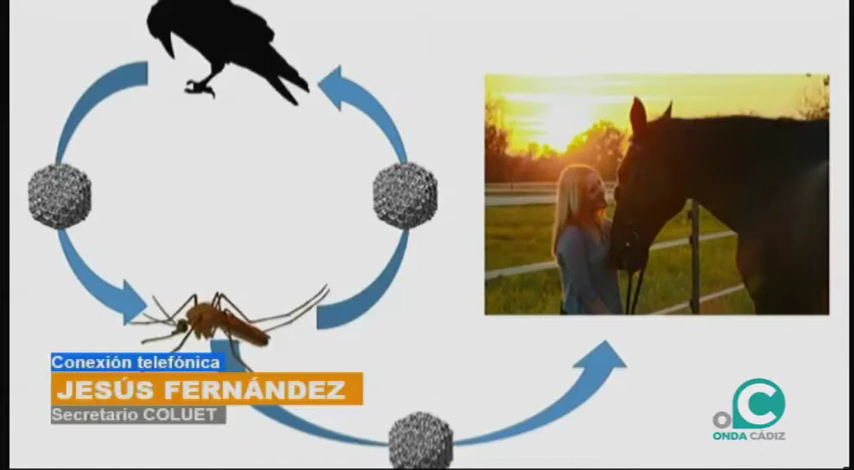 Conexión telefónica
JESÚS FERNÁNDEZ
Secretario COLUET
ONDA CÁDIZ